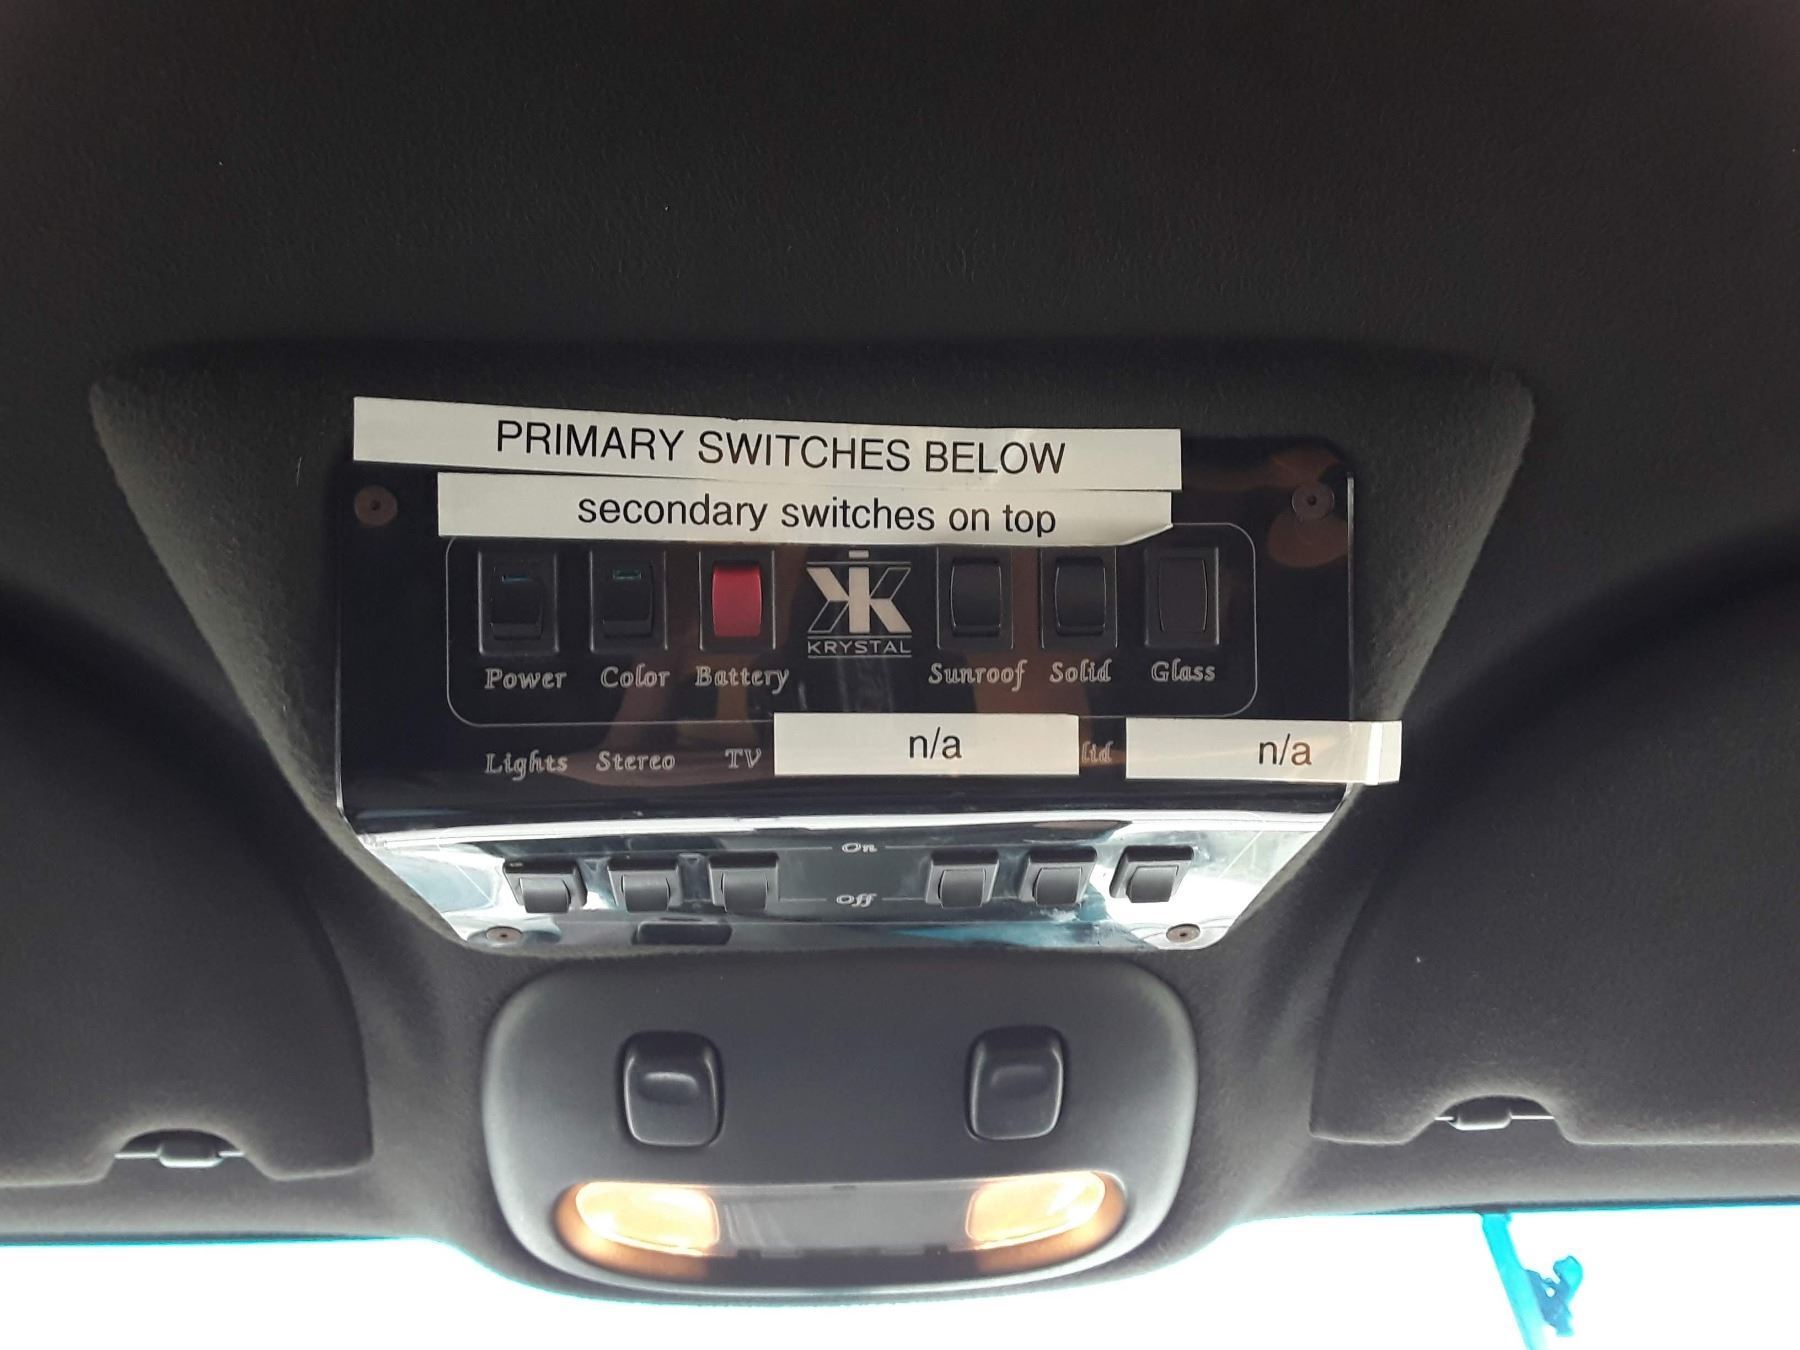 PRIMARY SWITCHES BELOW
secondary switches on top
KRYSTAL
Power Color Battery Sunroof Solid Glass
Lights Stereo TV n/a lid n/a
On
Off